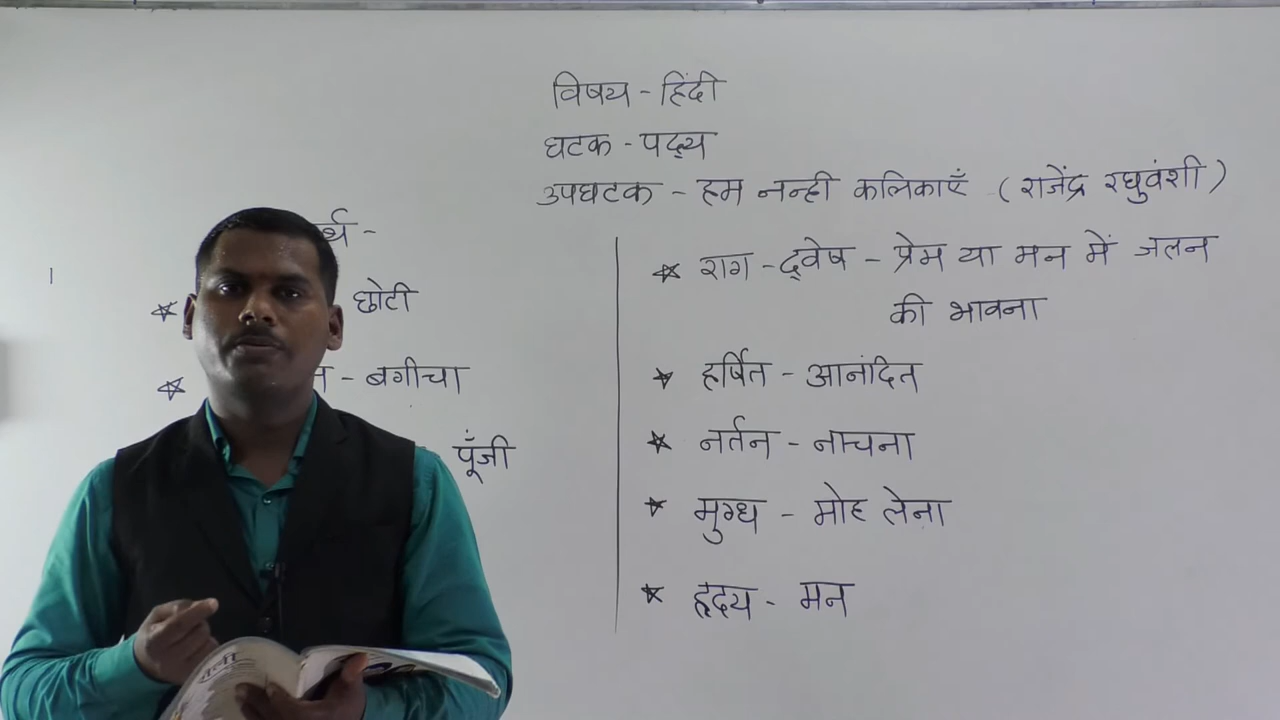 विषय - हिंदी
घटक - पद्य
उपघटक - हम नन्ही कलिकाएँ (राजेंद्र रघुवंशी)
र्थ -
छोटी
न - बगीचा
पूँजी
राग - द्वेष - प्रेम या मन में जलन
की भावना
हर्षित - आनंदित
नर्तन - नाचना
मुग्ध - मोह लेना
हृदय - मन